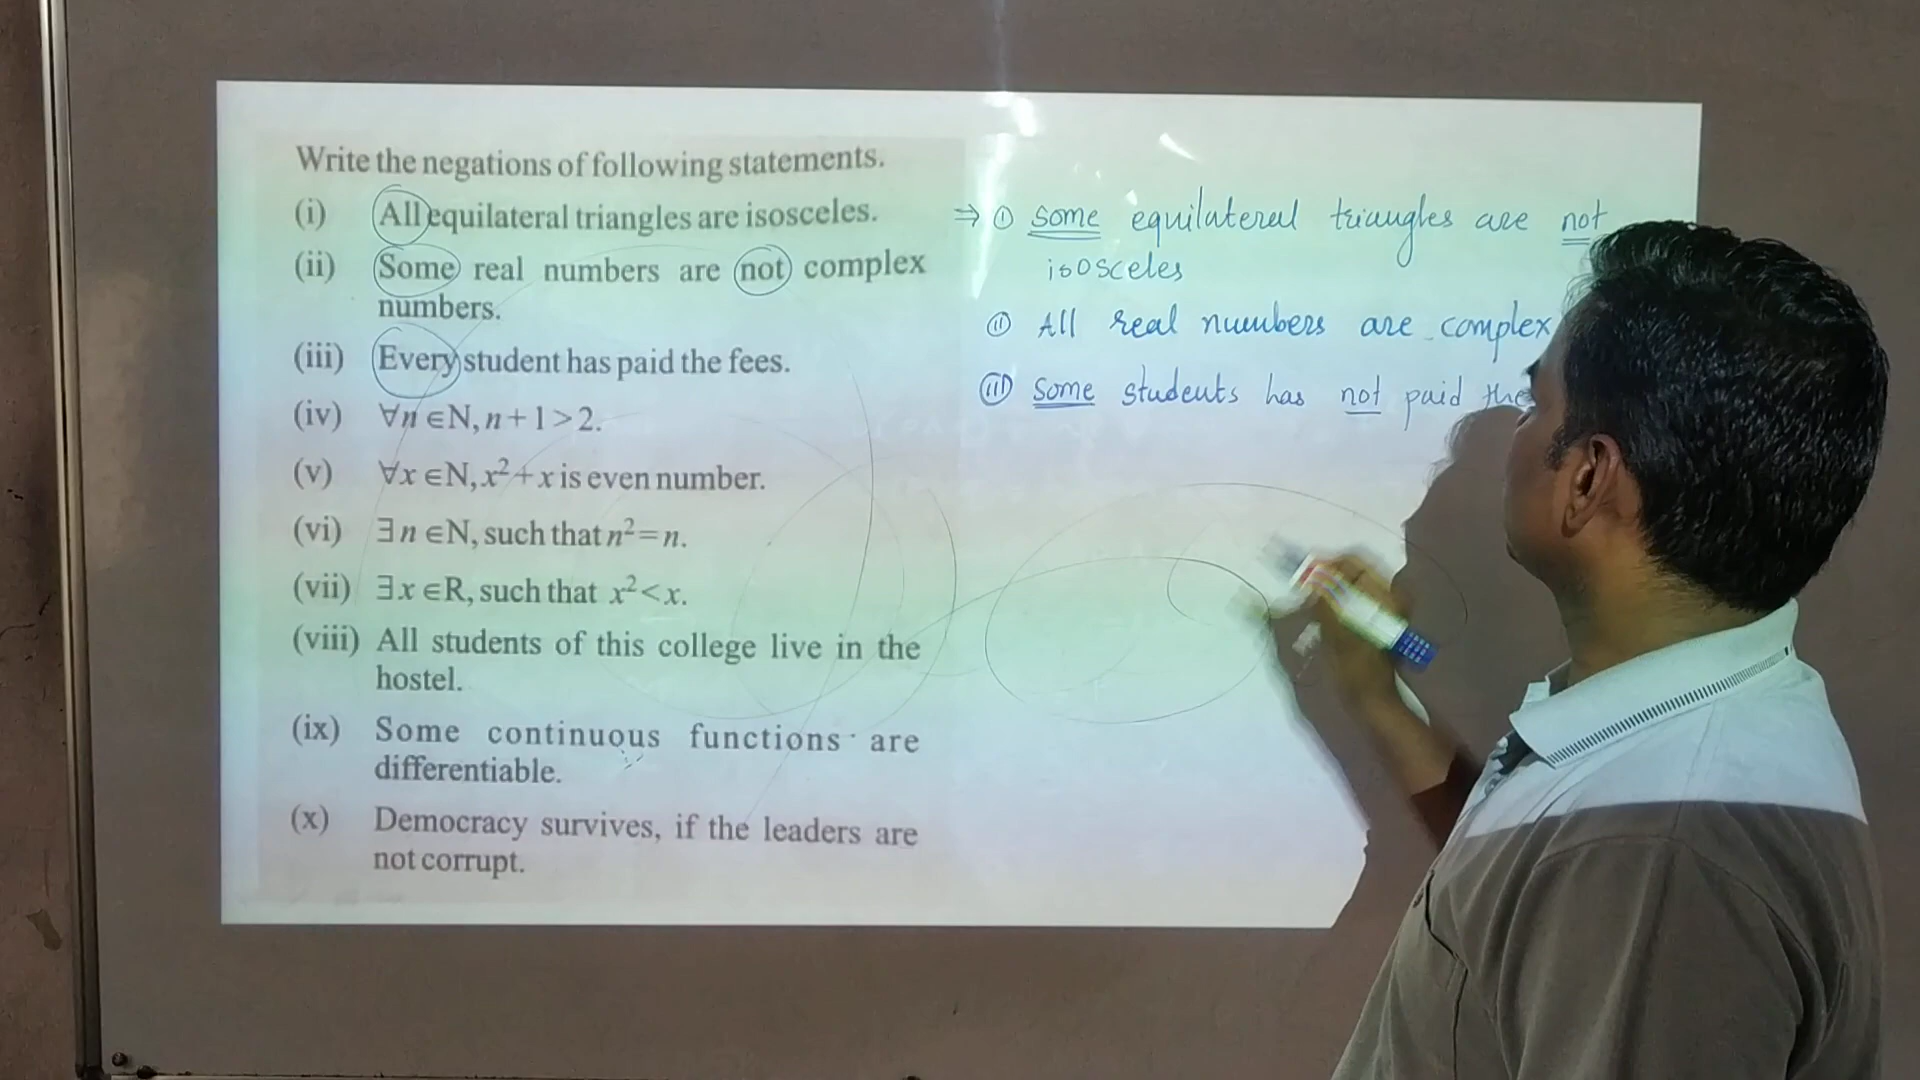 Write the negations of following statements.
(i) All equilateral triangles are isosceles.
(ii) Some real numbers are not complex
numbers.
(iii) Every student has paid the fees.
(iv) ∀n ∈N, n+1>2.
(v) ∀x ∈N, x²+x is even number.
(vi) ∃n ∈N, such that n²=n.
(vii) ∃x ∈R, such that x²<x.
(viii) All students of this college live in the
hostel.
(ix) Some continuous functions are
differentiable.
(x) Democracy survives, if the leaders are
not corrupt.
⇒ (i) some equilateral triangles are not
isosceles
(ii) All real numbers are complex
(iii) some students has not paid the